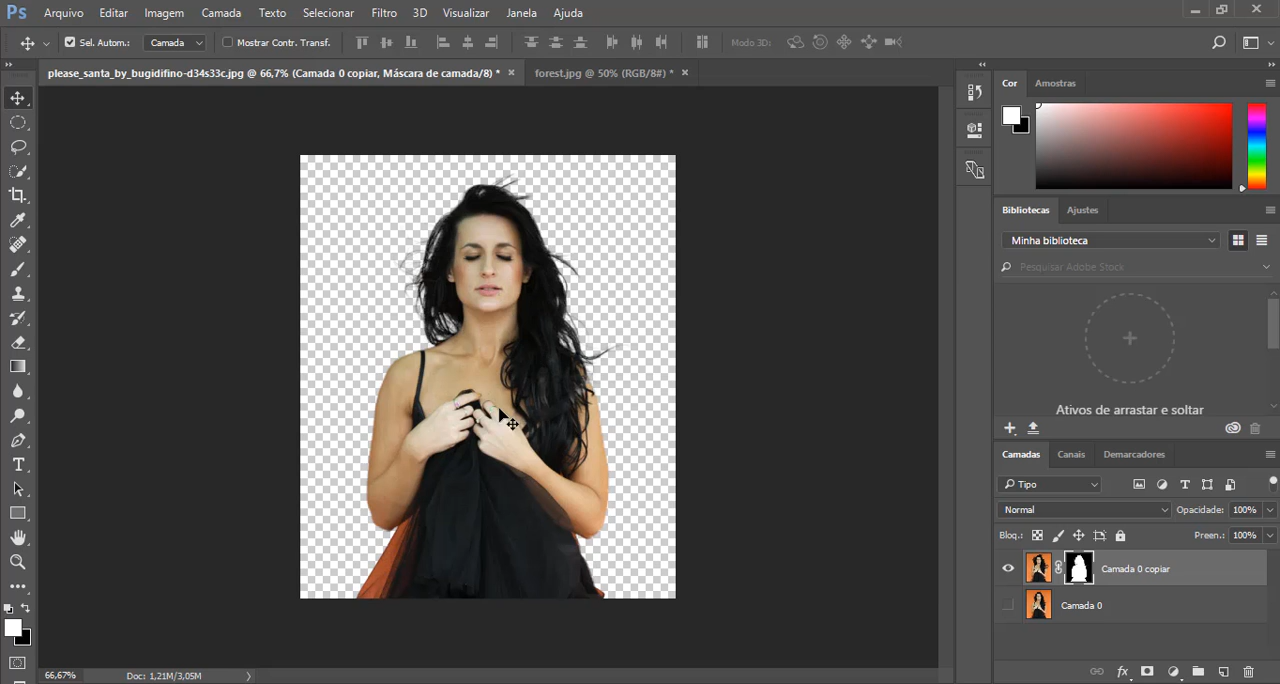 Ps Arquivo Editar Imagem Camada Texto Selecionar Filtro 3D Visualizar Janela Ajuda
Sel. Autom.: Camada Mostrar Contr. Transf. Modo 3D:
please_santa_by_bugidifino-d34s33c.jpg @ 66,7% (Camada 0 copiar, Máscara de camada/8) * × forest.jpg @ 50% (RGB/8#) * ×
Cor Amostras
Bibliotecas Ajustes
Minha biblioteca
Pesquisar Adobe Stock
Ativos de arrastar e soltar
Camadas Canais Demarcadores
Tipo
Normal Opacidade: 100%
Bloq.: Preen.: 100%
Camada 0 copiar
Camada 0
fx
66,67% Doc: 1,21M/3,05M